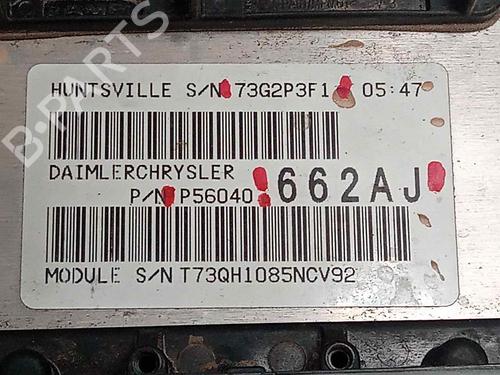 B-PARTS
HUNTSVILLE S/N 73G2P3F1 05:47
DAIMLERCHRYSLER
P/N P56040 662AJ
MODULE S/N T73QH1085NCV92